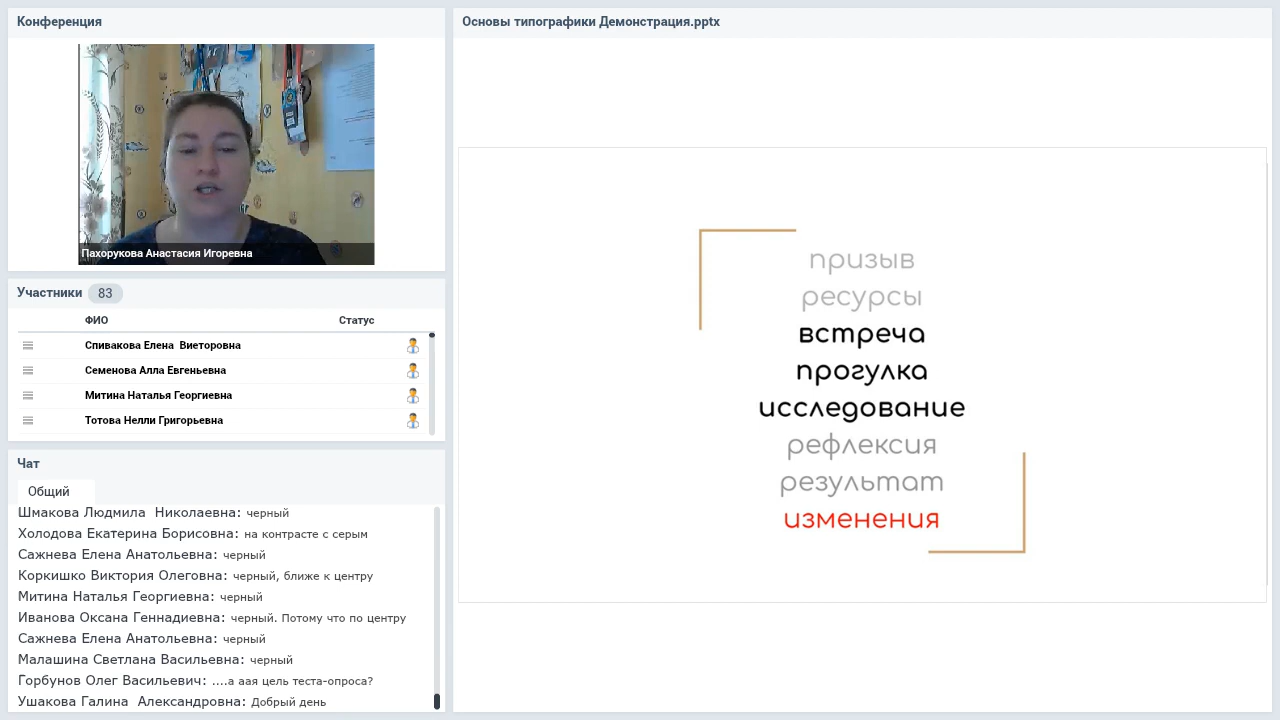 Конференция
Пахорукова Анастасия Игоревна
Участники 83
ФИО Статус
Спивакова Елена Виеторовна
Семенова Алла Евгеньевна
Митина Наталья Георгиевна
Тотова Нелли Григорьевна
Чат
Общий
Шмакова Людмила Николаевна: черный
Холодова Екатерина Борисовна: на контрасте с серым
Сажнева Елена Анатольевна: черный
Коркишко Виктория Олеговна: черный, ближе к центру
Митина Наталья Георгиевна: черный
Иванова Оксана Геннадиевна: черный. Потому что по центру
Сажнева Елена Анатольевна: черный
Малашина Светлана Васильевна: черный
Горбунов Олег Васильевич: ....а аая цель теста-опроса?
Ушакова Галина Александровна: Добрый день
Основы типографики Демонстрация.pptx
призыв
ресурсы
встреча
прогулка
исследование
рефлексия
результат
изменения